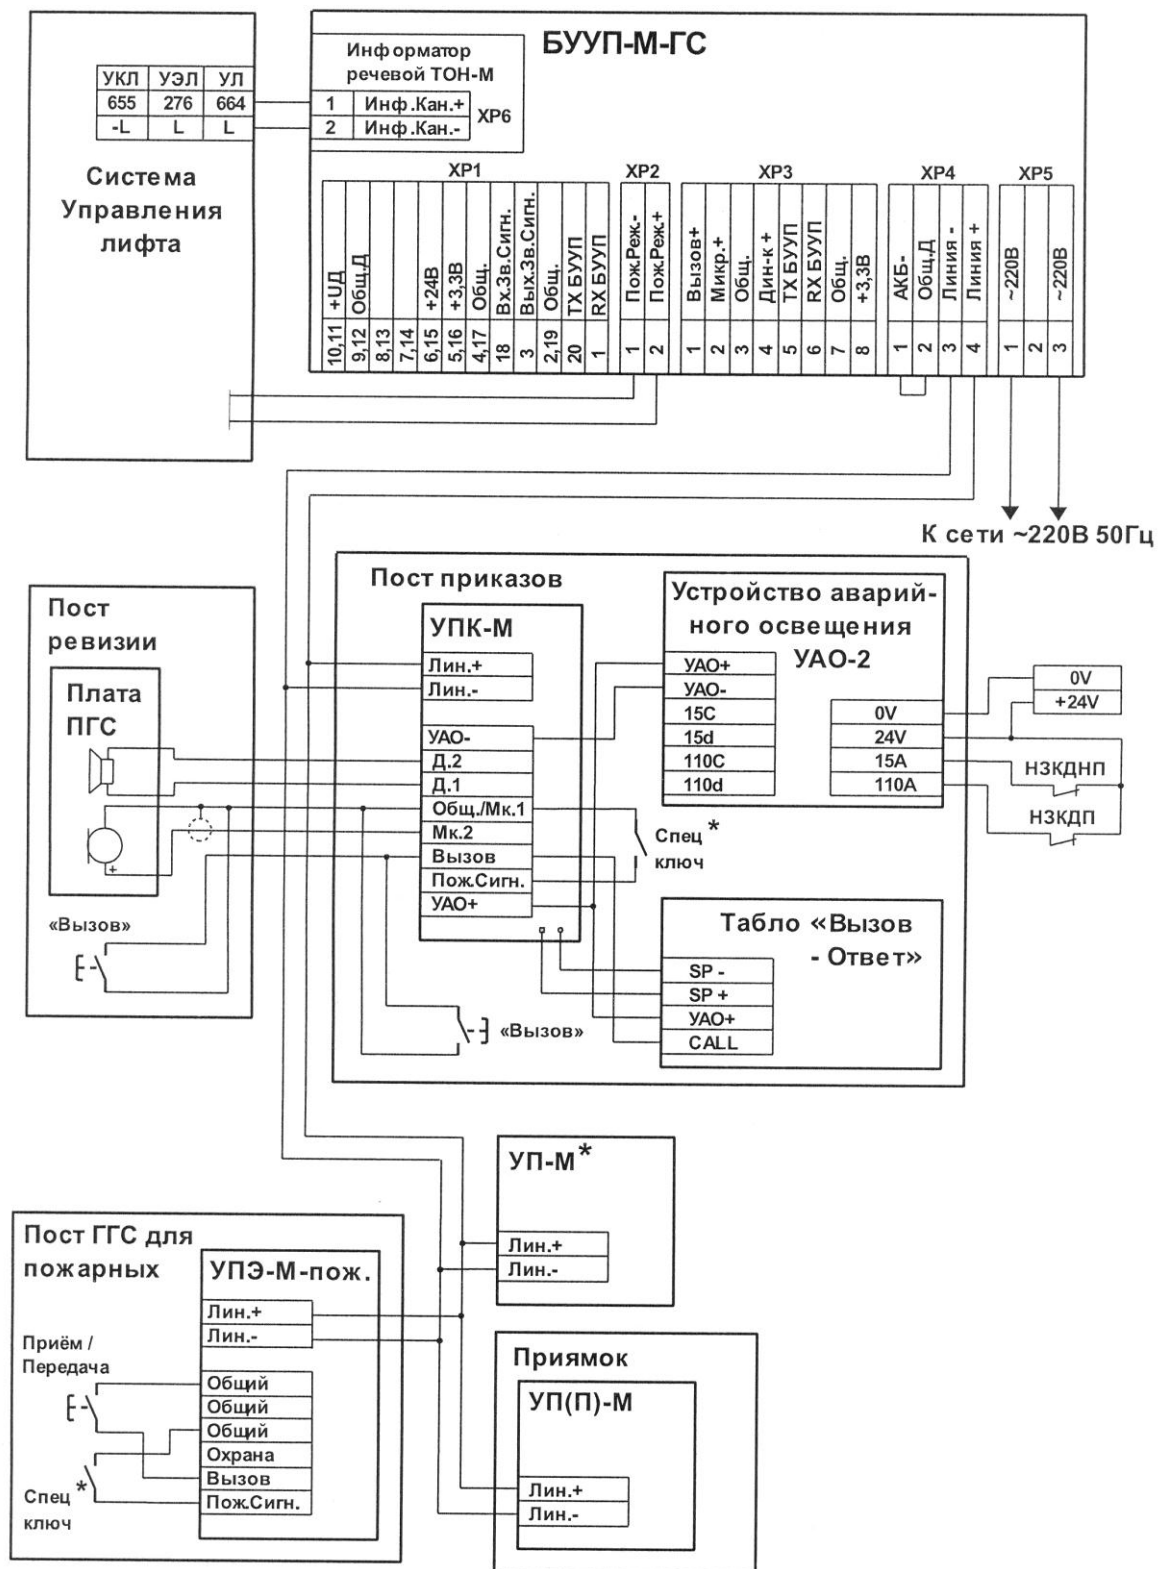 БУУП-М-ГС
Информатор
речевой ТОН-М
1 Инф.Кан.+
2 Инф.Кан.-
ХР6
УКЛ УЭЛ УЛ
655 276 664
-L L L
Система
Управления
лифта
ХР1
10,11 +UД
9,12 Общ.Д
8,13
7,14
6,15 +24В
5,16 +3,3В
4,17 Общ.
18 Вх.Зв.Сигн.
3 Вых.Зв.Сигн.
2,19 Общ.
20 TX БУУП
1 RX БУУП
ХР2
1 Пож.Реж.-
2 Пож.Реж.+
ХР3
1 Вызов+
2 Микр.+
3 Общ.
4 Дин-к +
5 TX БУУП
6 RX БУУП
7 Общ.
8 +3,3В
ХР4
1 АКБ-
2 Общ.Д
3 Линия -
4 Линия +
ХР5
1 ~220В
2
3 ~220В
К сети ~220В 50Гц
Пост
ревизии
Плата
ПГС
+
«Вызов»
Пост приказов
УПК-М
Лин.+
Лин.-
УАО-
Д.2
Д.1
Общ./Мк.1
Мк.2
Вызов
Пож.Сигн.
УАО+
Спец *
ключ
«Вызов»
Устройство аварий-
ного освещения
УАО-2
УАО+
УАО-
15C
15d
110C
110d
0V
24V
15A
110A
0V
+24V
НЗКДНП
НЗКДП
Табло «Вызов
- Ответ»
SP -
SP +
УАО+
CALL
УП-М*
Лин.+
Лин.-
Пост ГГС для
пожарных
УПЭ-М-пож.
Лин.+
Лин.-
Общий
Общий
Общий
Охрана
Вызов
Пож.Сигн.
Приём /
Передача
Спец *
ключ
Приямок
УП(П)-М
Лин.+
Лин.-